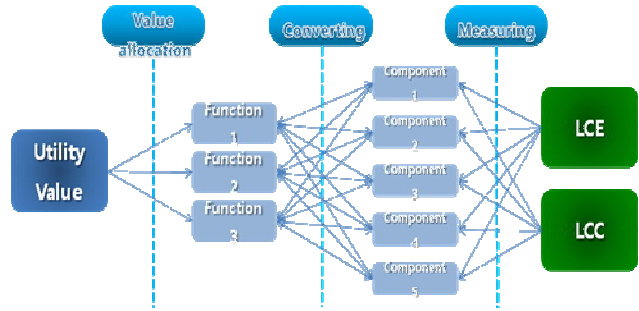 Value
allocation
Converting
Measuring
Utility
Value
Function
1
Function
2
Function
3
Component
1
Component
2
Component
3
Component
4
Component
5
LCE
LCC